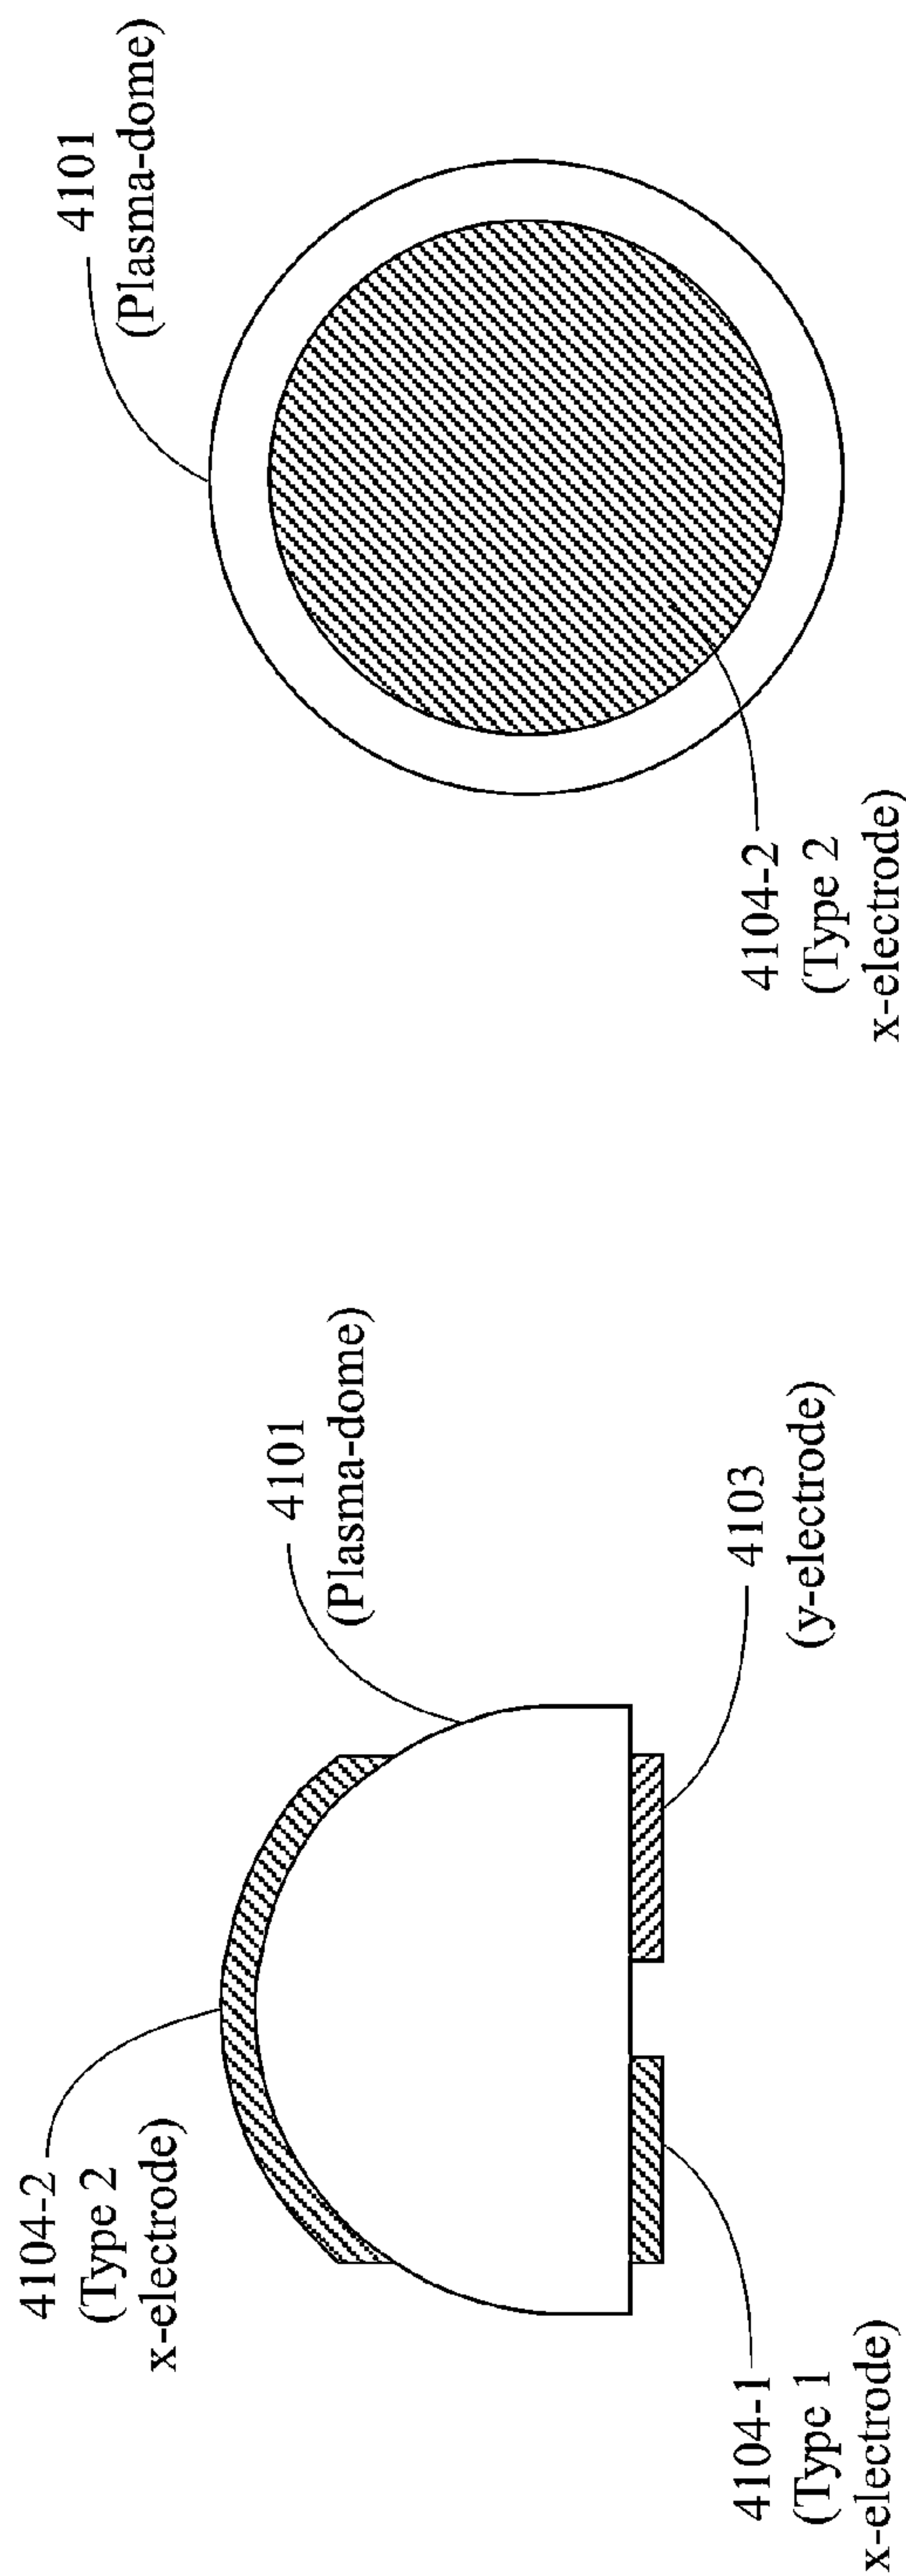 4104-2
(Type 2
x-electrode)
4101
(Plasma-dome)
4104-1
(Type 1
x-electrode)
4103
(y-electrode)
4101
(Plasma-dome)
4104-2
(Type 2
x-electrode)